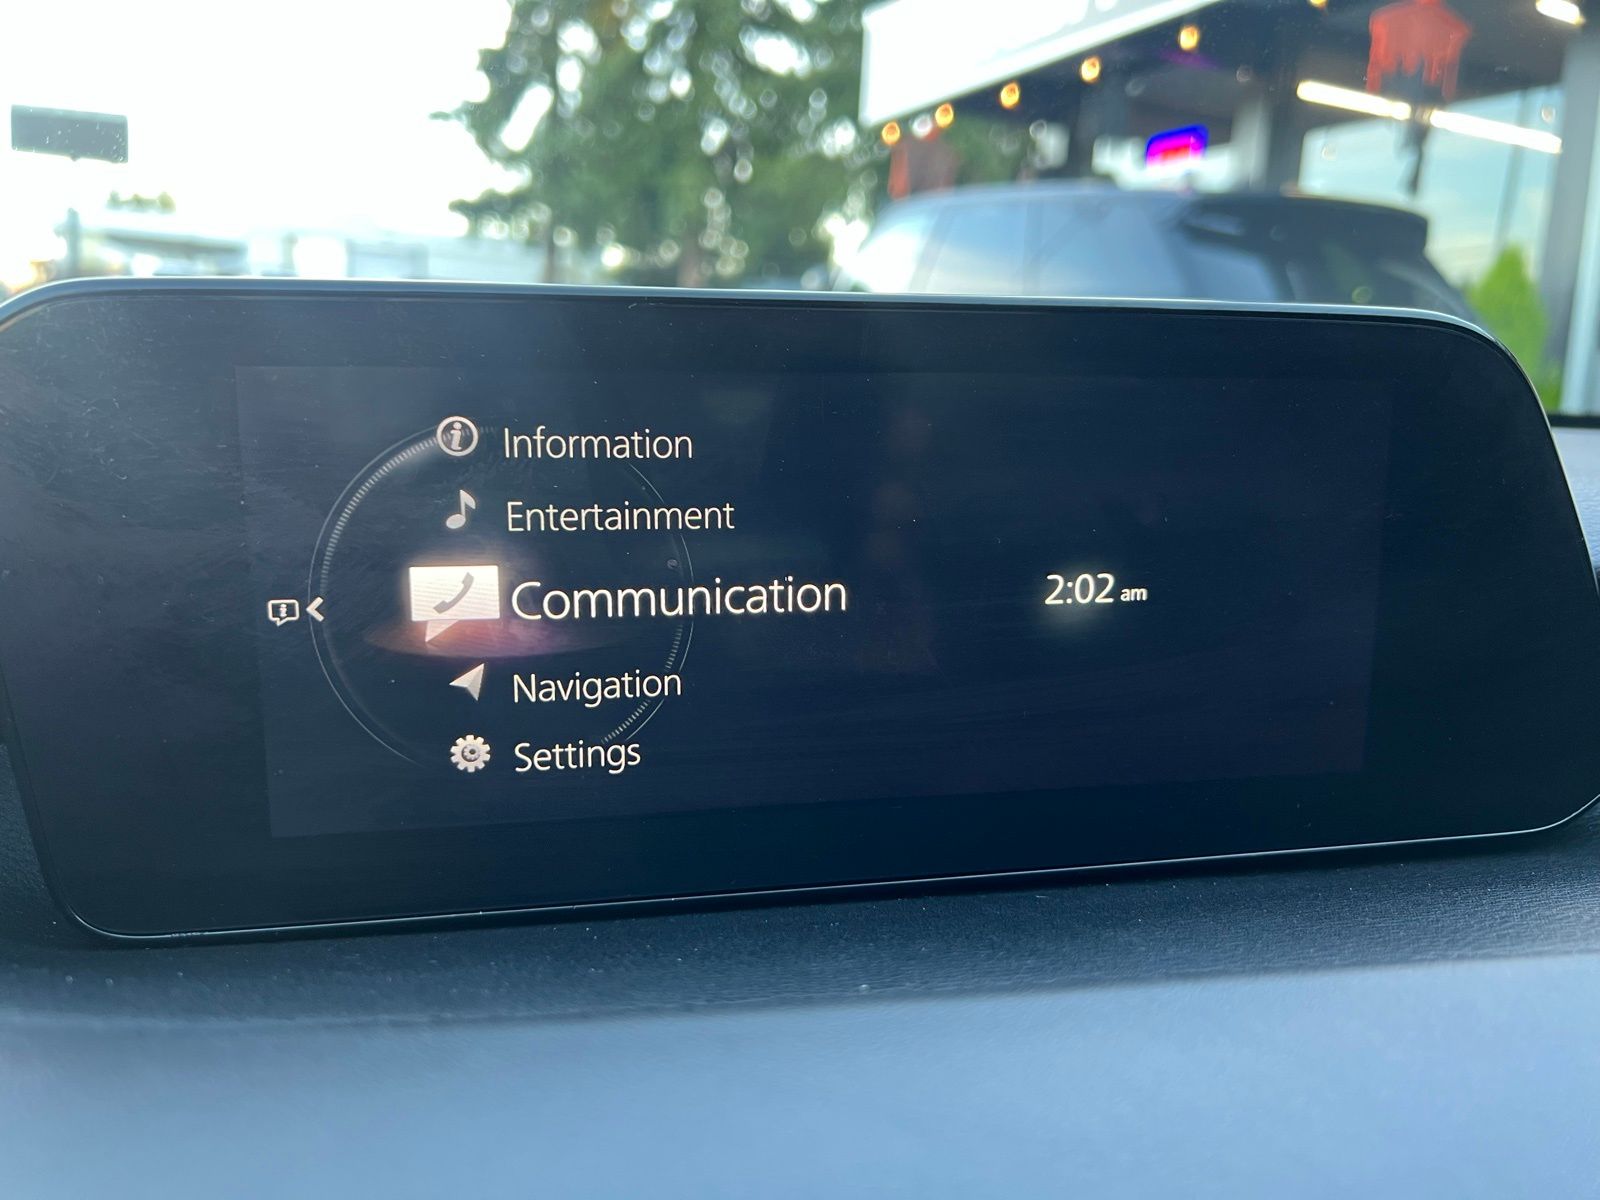 Information
Entertainment
Communication
2:02 am
Navigation
Settings